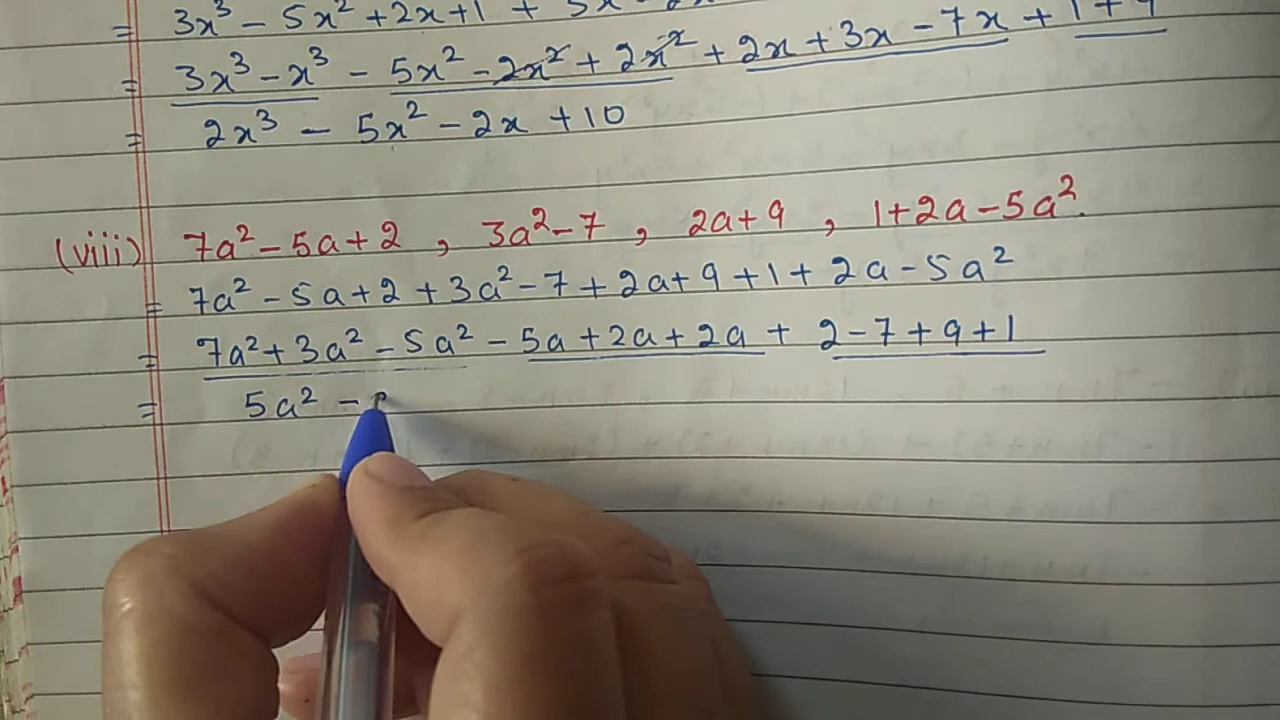 = 3x³ - 5x² + 2x + 1 +
= 3x³ - x³ - 5x² - 2x² + 2x² + 2x + 3x - 7x + 1 + 9
= 2x³ - 5x² - 2x + 10
(viii) 7a² - 5a + 2 , 3a² - 7 , 2a + 9 , 1 + 2a - 5a².
= 7a² - 5a + 2 + 3a² - 7 + 2a + 9 + 1 + 2a - 5a²
= 7a² + 3a² - 5a² - 5a + 2a + 2a + 2 - 7 + 9 + 1
= 5a² -